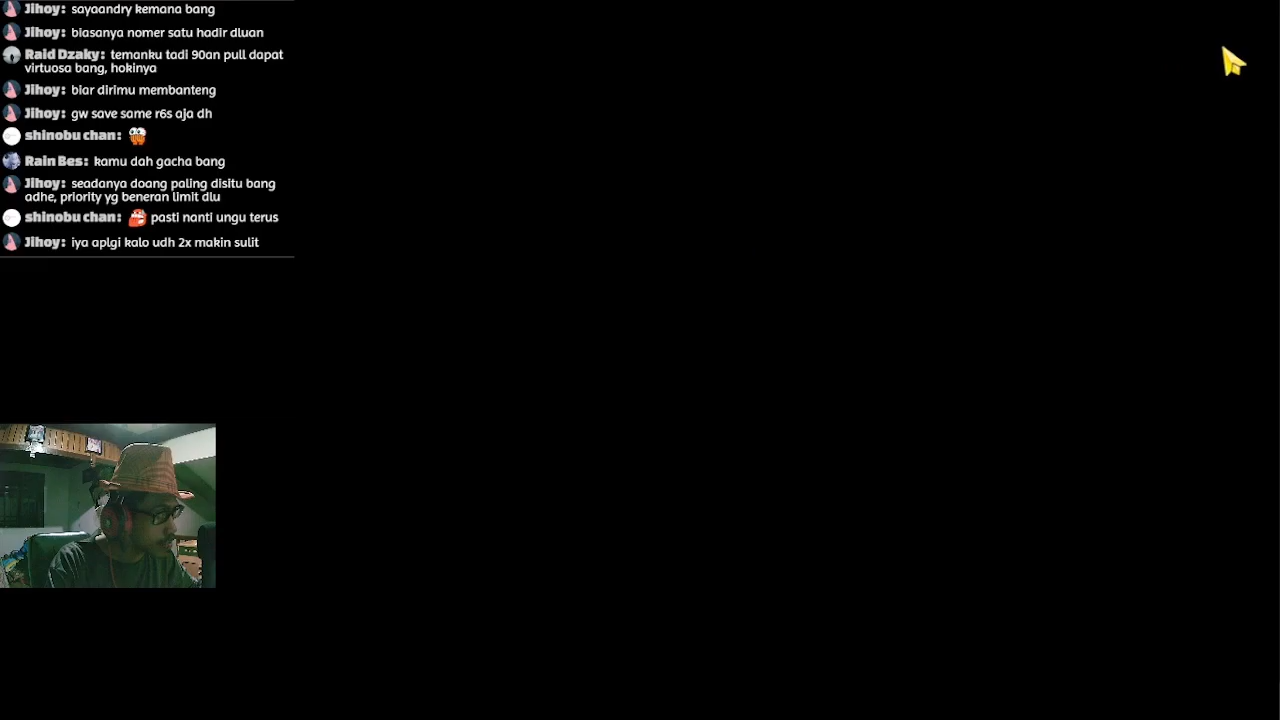 Jihoy: sayaandry kemana bang
Jihoy: biasanya nomer satu hadir dluan
Raid Dzaky: temanku tadi 90an pull dapat
virtuosa bang, hokinya
Jihoy: biar dirimu membanteng
Jihoy: gw save same r6s aja dh
shinobu chan:
Rain Bes: kamu dah gacha bang
Jihoy: seadanya doang paling disitu bang
adhe, priority yg beneran limit dlu
shinobu chan: pasti nanti ungu terus
Jihoy: iya aplgi kalo udh 2x makin sulit